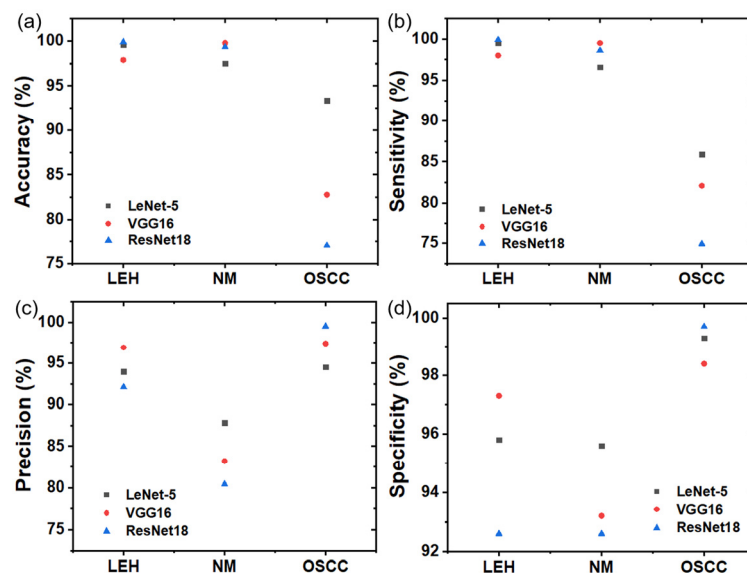 (a)
Accuracy (%)
100
95
90
85
80
75
LeNet-5
VGG16
ResNet18
LEH NM OSCC
(b)
Sensitivity (%)
100
95
90
85
80
75
LeNet-5
VGG16
ResNet18
LEH NM OSCC
(c)
Precision (%)
100
95
90
85
80
75
LeNet-5
VGG16
ResNet18
LEH NM OSCC
(d)
Specificity (%)
100
98
96
94
93
92
LeNet-5
VGG16
ResNet18
LEH NM OSCC